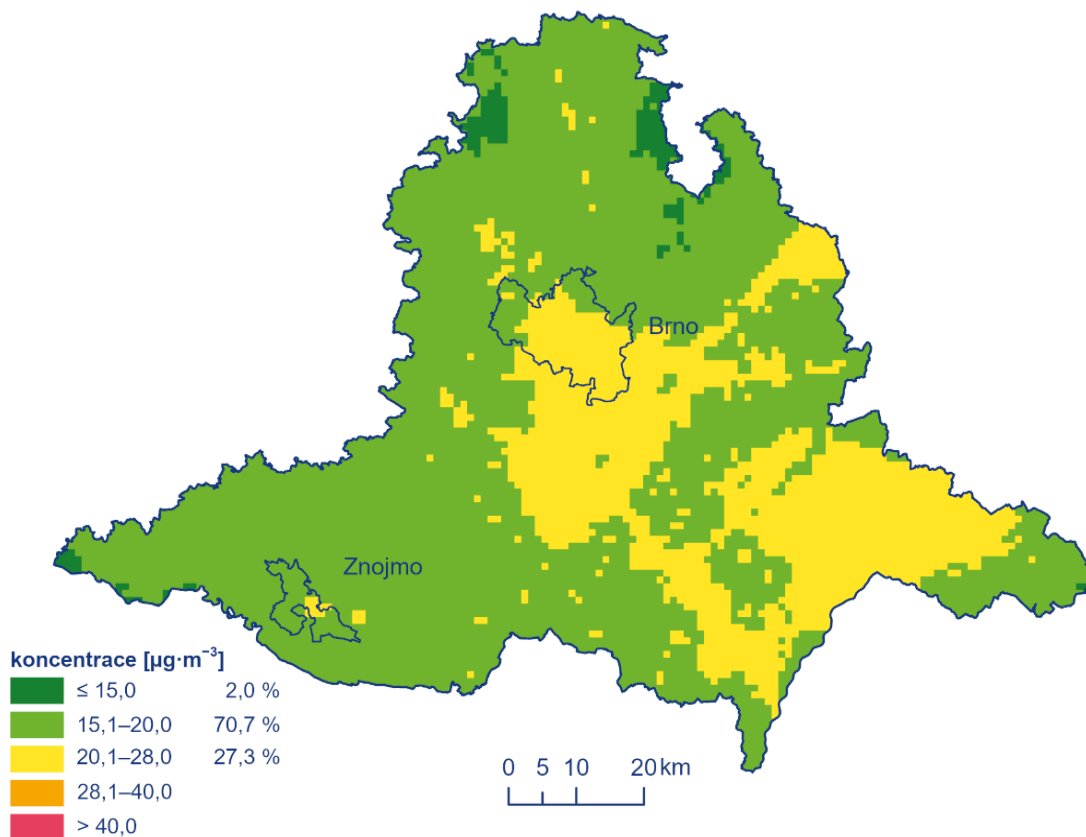 Brno
Znojmo
koncentrace [µg·m⁻³]
≤ 15,0 2,0 %
15,1–20,0 70,7 %
20,1–28,0 27,3 %
28,1–40,0
> 40,0
0 5 10 20 km